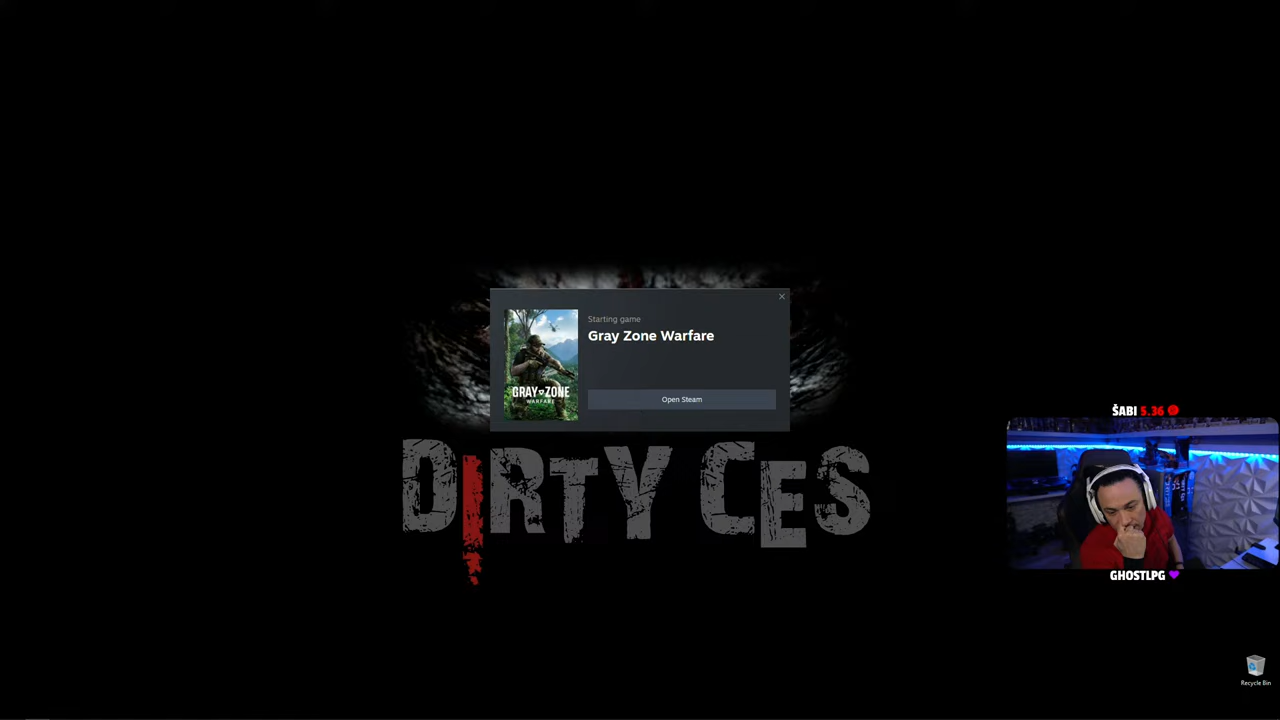 Starting game
Gray Zone Warfare
GRAY ZONE
WARFARE
Open Steam
ŠABI 5.36
DIRTY CES
GHOSTLPG
Recycle Bin